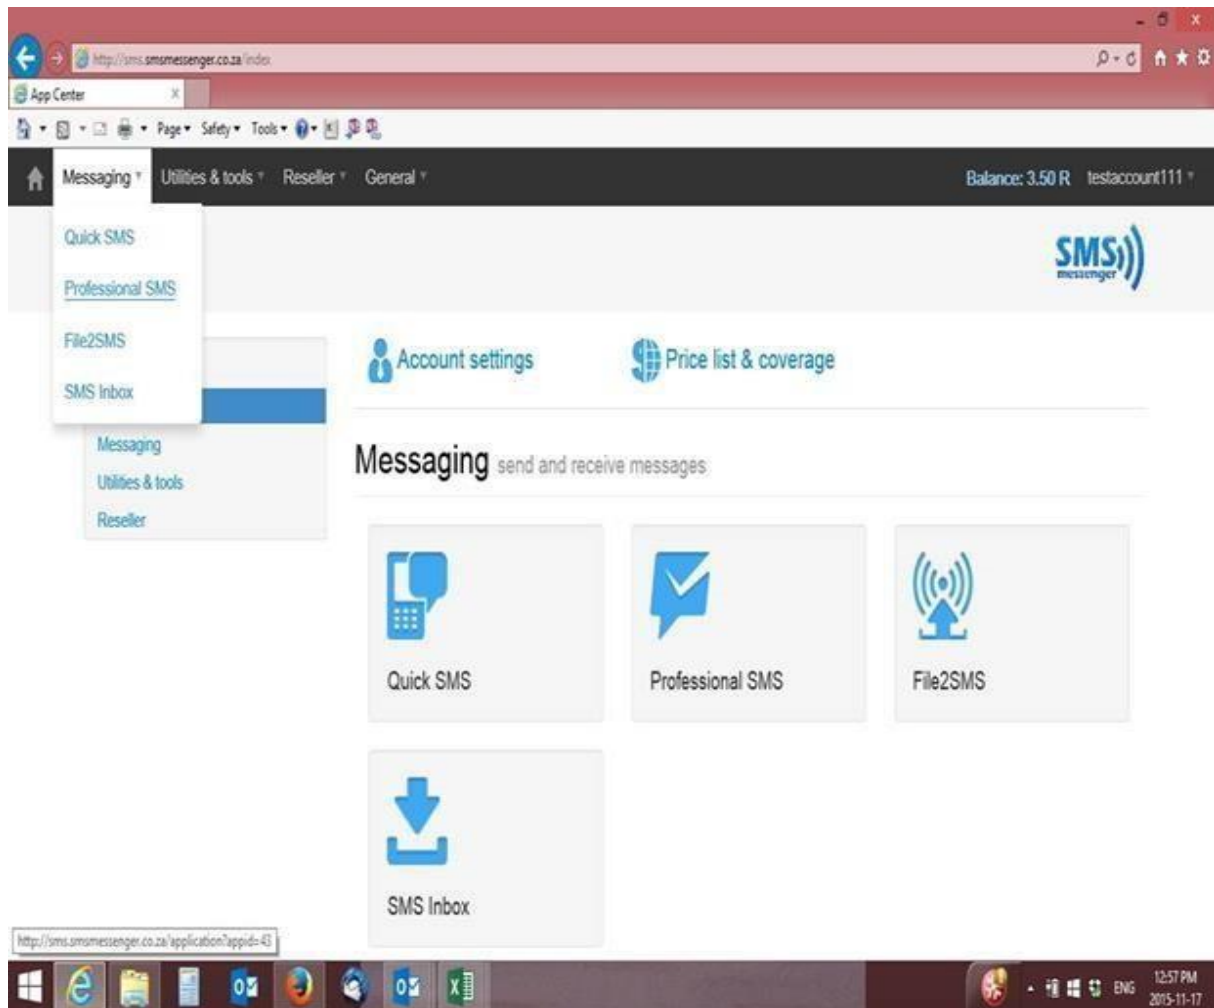 http://sms.smsmessenger.co.za/index
App Center
Page Safety Tools
Messaging Utilities & tools Reseller General Balance: 3.50 R testaccount111
Quick SMS
Professional SMS
File2SMS
SMS Inbox
SMS
messenger
Account settings Price list & coverage
Messaging
Utilities & tools
Reseller
Messaging send and receive messages
Quick SMS Professional SMS File2SMS
SMS Inbox
http://sms.smsmessenger.co.za/application?appid=43
ENG 12:57 PM
2015-11-17